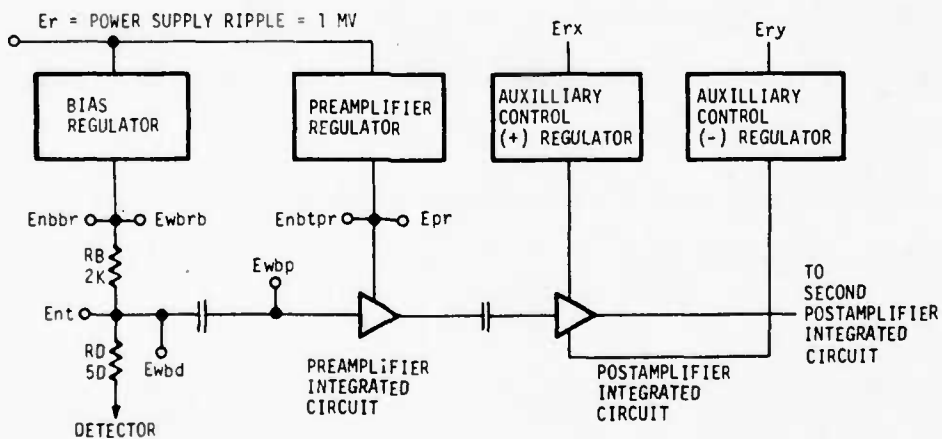 Er = POWER SUPPLY RIPPLE = 1 MV
Erx
Ery
BIAS
REGULATOR
PREAMPLIFIER
REGULATOR
AUXILLIARY
CONTROL
(+) REGULATOR
AUXILLIARY
CONTROL
(-) REGULATOR
Enbbr
Ewbrb
Enbtpr
Epr
RB
2K
Ewbp
Ent
RD
5D
Ewbd
DETECTOR
PREAMPLIFIER
INTEGRATED
CIRCUIT
POSTAMPLIFIER
INTEGRATED
CIRCUIT
TO
SECOND
POSTAMPLIFIER
INTEGRATED
CIRCUIT